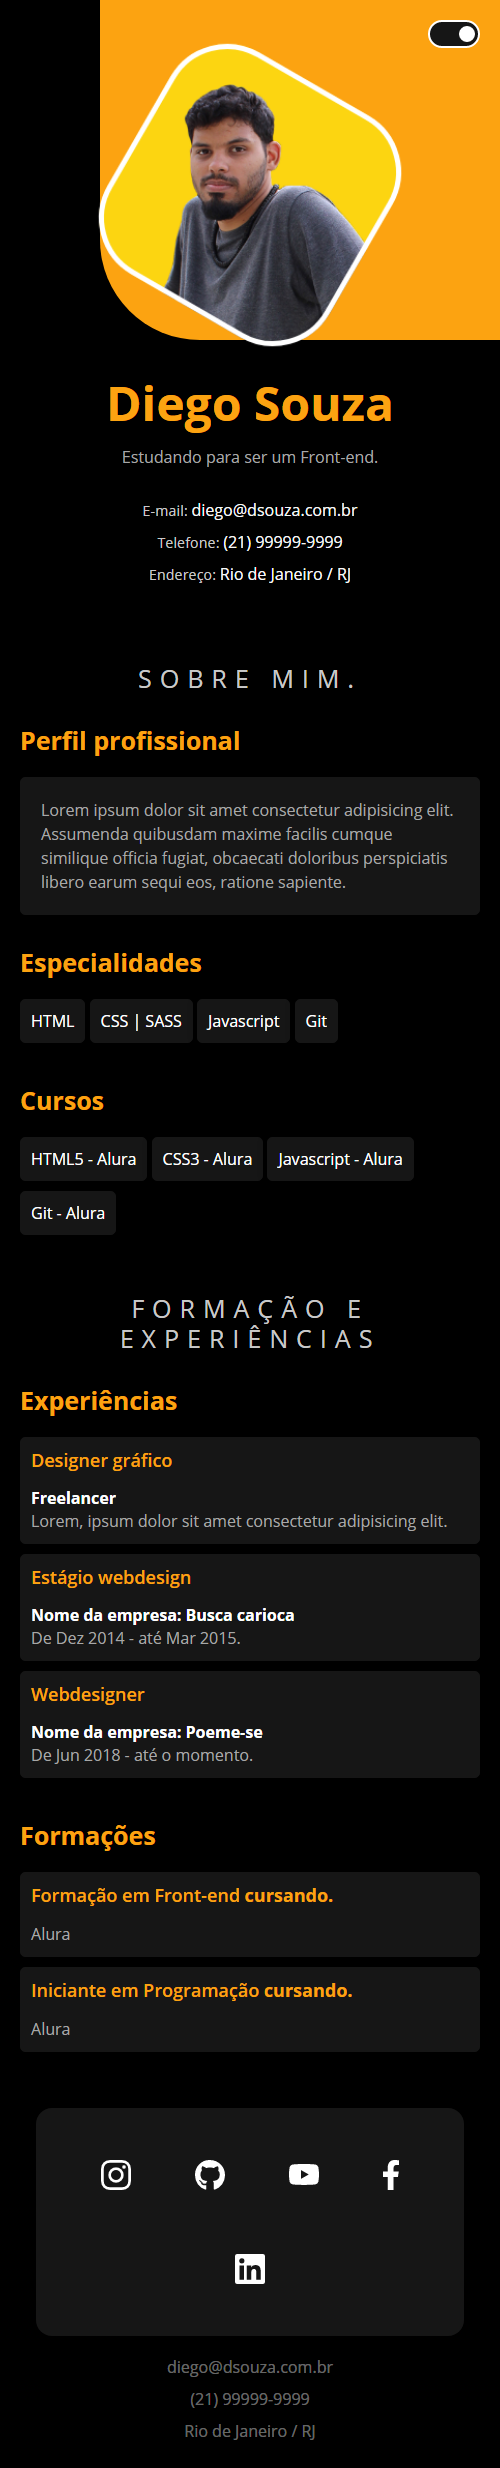 Diego Souza
Estudando para ser um Front-end.
E-mail: diego@dsouza.com.br
Telefone: (21) 99999-9999
Endereço: Rio de Janeiro / RJ
SOBRE MIM.
Perfil profissional
Lorem ipsum dolor sit amet consectetur adipisicing elit.
Assumenda quibusdam maxime facilis cumque
similique officia fugiat, obcaecati doloribus perspiciatis
libero earum sequi eos, ratione sapiente.
Especialidades
HTML CSS | SASS Javascript Git
Cursos
HTML5 - Alura CSS3 - Alura Javascript - Alura
Git - Alura
FORMAÇÃO E
EXPERIÊNCIAS
Experiências
Designer gráfico
Freelancer
Lorem, ipsum dolor sit amet consectetur adipisicing elit.
Estágio webdesign
Nome da empresa: Busca carioca
De Dez 2014 - até Mar 2015.
Webdesigner
Nome da empresa: Poeme-se
De Jun 2018 - até o momento.
Formações
Formação em Front-end cursando.
Alura
Iniciante em Programação cursando.
Alura
diego@dsouza.com.br
(21) 99999-9999
Rio de Janeiro / RJ